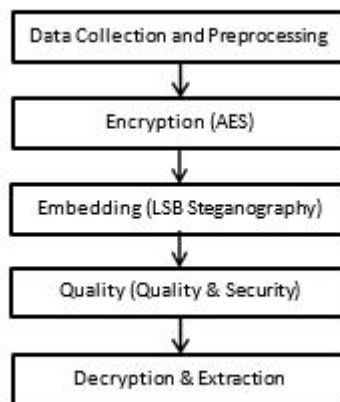 Data Collection and Preprocessing
Encryption (AES)
Embedding (LSB Steganography)
Quality (Quality & Security)
Decryption & Extraction